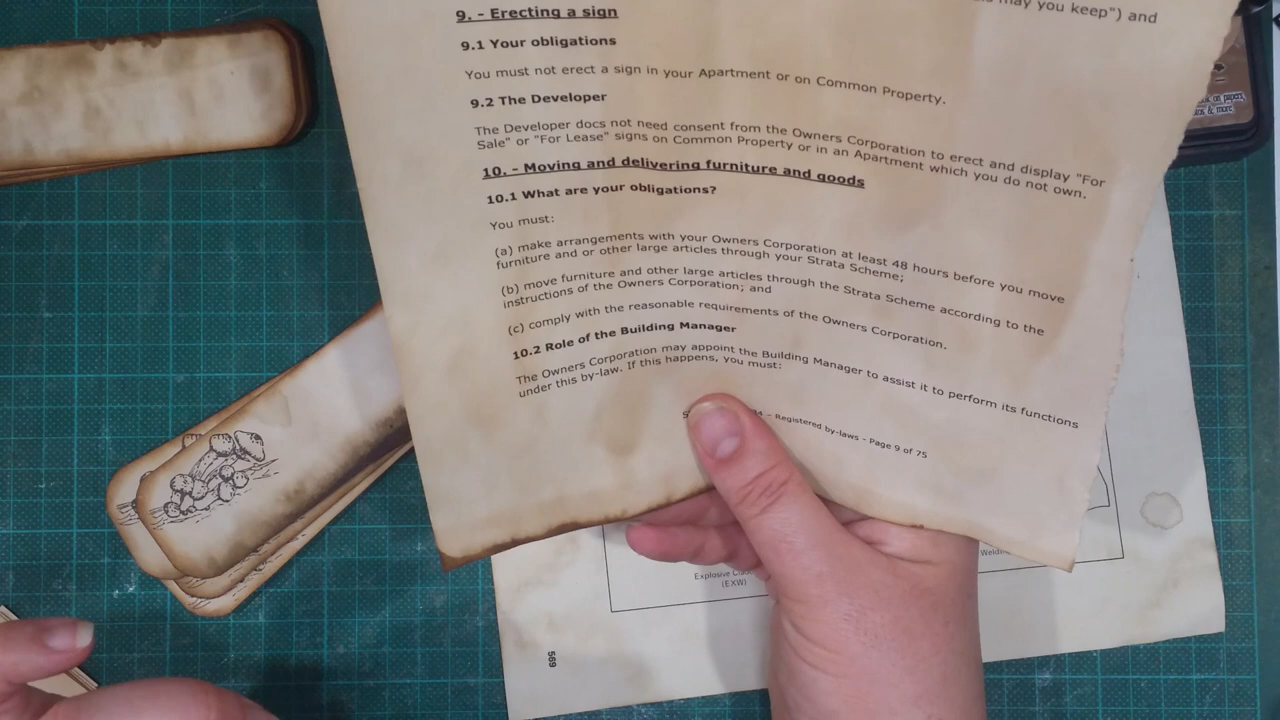 may you keep") and
9. - Erecting a sign
9.1 Your obligations
You must not erect a sign in your Apartment or on Common Property.
9.2 The Developer
The Developer docs not need consent from the Owners Corporation to erect and display "For
Sale" or "For Lease" signs on Common Property or in an Apartment which you do not own.
10. - Moving and delivering furniture and goods
10.1 What are your obligations?
You must:
(a) make arrangements with your Owners Corporation at least 48 hours before you move
furniture and or other large articles through your Strata Scheme;
(b) move furniture and other large articles through the Strata Scheme according to the
instructions of the Owners Corporation; and
(c) comply with the reasonable requirements of the Owners Corporation.
10.2 Role of the Building Manager
The Owners Corporation may appoint the Building Manager to assist it to perform its functions
under this by-law. If this happens, you must:
– Registered by-laws - Page 9 of 75
Explosive
(EXW)
569
on paper,
& more.